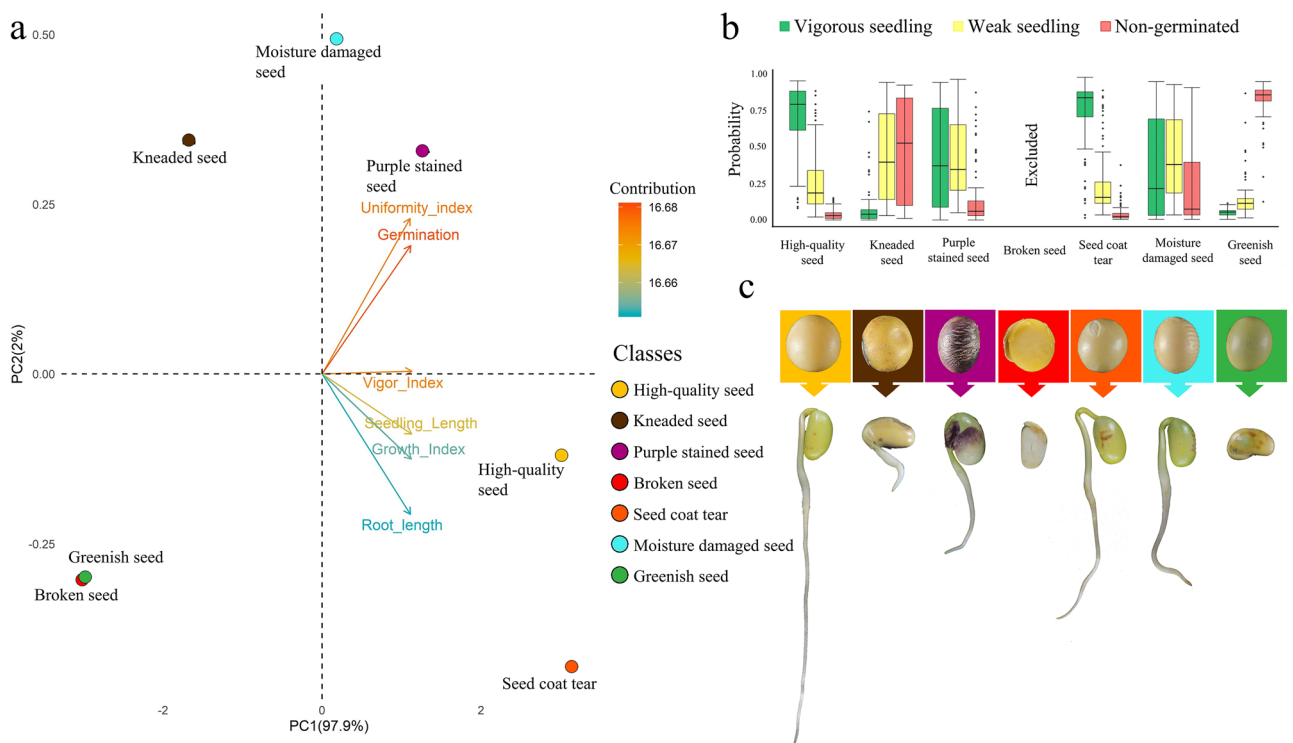 a
0.50
0.25
0.00
-0.25
PC2(2%)
-2
0
2
PC1(97.9%)
Moisture damaged
seed
Kneaded seed
Purple stained
seed
Uniformity_index
Germination
Vigor_Index
Seedling_Length
Growth_Index
Root_length
High-quality
seed
Greenish seed
Broken seed
Seed coat tear
Contribution
16.68
16.67
16.66
Classes
High-quality seed
Kneaded seed
Purple stained seed
Broken seed
Seed coat tear
Moisture damaged seed
Greenish seed
b
Vigorous seedling
Weak seedling
Non-germinated
Probability
1.00
0.75
0.50
0.25
0.00
Excluded
High-quality
seed
Kneaded
seed
Purple
stained seed
Broken seed
Seed coat
tear
Moisture
damaged seed
Greenish
seed
c